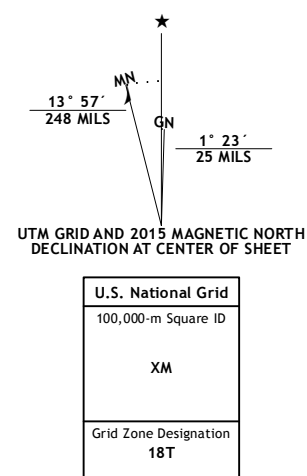 ★
MN
13° 57´
248 MILS
GN
1° 23´
25 MILS
UTM GRID AND 2015 MAGNETIC NORTH
DECLINATION AT CENTER OF SHEET
U.S. National Grid
100,000-m Square ID
XM
Grid Zone Designation
18T